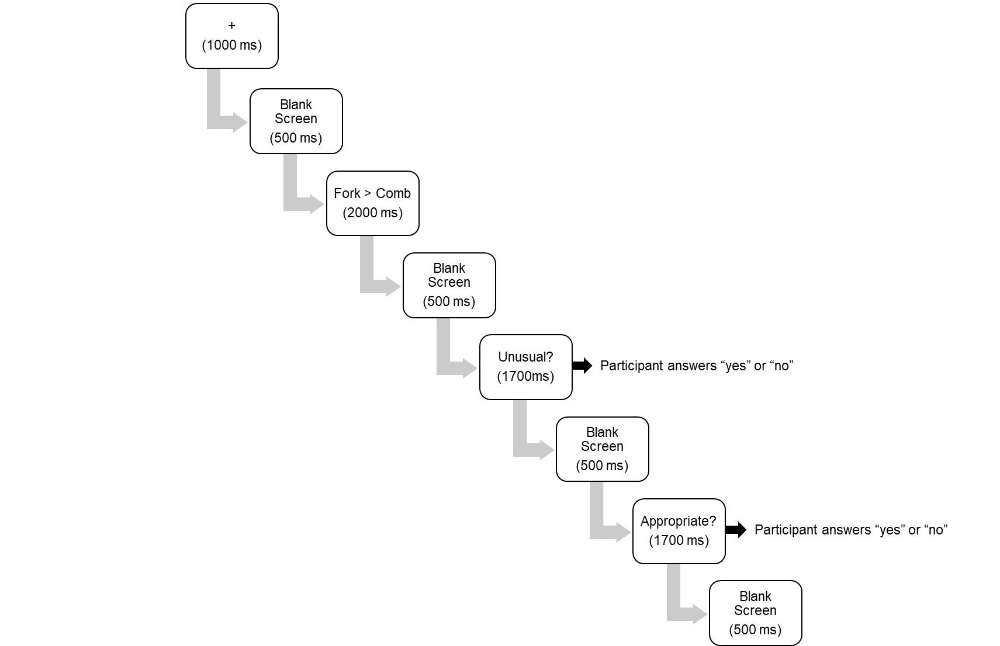 +
(1000 ms)
Blank
Screen
(500 ms)
Fork > Comb
(2000 ms)
Blank
Screen
(500 ms)
Unusual?
(1700ms)
Participant answers “yes” or “no”
Blank
Screen
(500 ms)
Appropriate?
(1700 ms)
Participant answers “yes” or “no”
Blank
Screen
(500 ms)